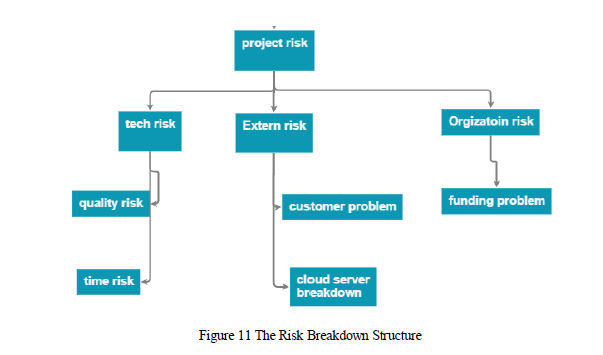 project risk
tech risk
Extern risk
Orgizatoin risk
quality risk
customer problem
funding problem
time risk
cloud server
breakdown
Figure 11 The Risk Breakdown Structure